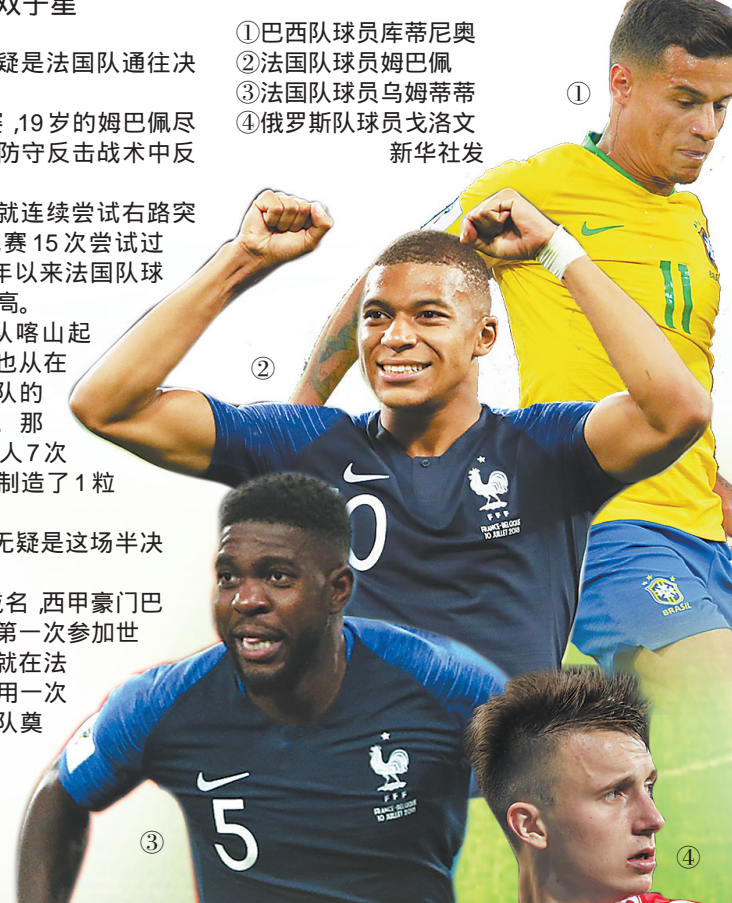 双子星
疑是法国队通往决
,19岁的姆巴佩尽
防守反击战术中反
就连续尝试右路突
赛15次尝试过
年以来法国队球
高。
从喀山起
也从在
队的
。那
人7次
制造了1粒
无疑是这场半决
名,西甲豪门巴
第一次参加世
就在法
用一次
队奠
①巴西队球员库蒂尼奥
②法国队球员姆巴佩
③法国队球员乌姆蒂蒂
④俄罗斯队球员戈洛文
新华社发
①
11
BRASIL
②
0
FFF
FRANCE-BELGIQUE
10 JUILLET 2018
③
5
FFF
FRANCE-BELGIQUE
10 JUILLET 2018
④